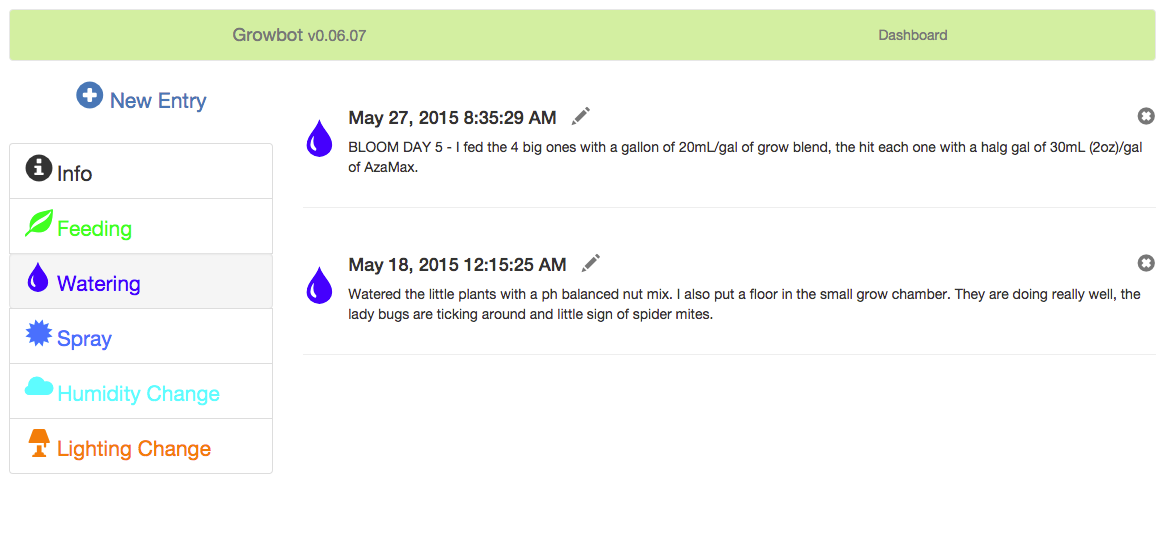 Growbot v0.06.07
Dashboard
New Entry
Info
Feeding
Watering
Spray
Humidity Change
Lighting Change
May 27, 2015 8:35:29 AM
BLOOM DAY 5 - I fed the 4 big ones with a gallon of 20mL/gal of grow blend, the hit each one with a halg gal of 30mL (2oz)/gal
of AzaMax.
May 18, 2015 12:15:25 AM
Watered the little plants with a ph balanced nut mix. I also put a floor in the small grow chamber. They are doing really well, the
lady bugs are ticking around and little sign of spider mites.